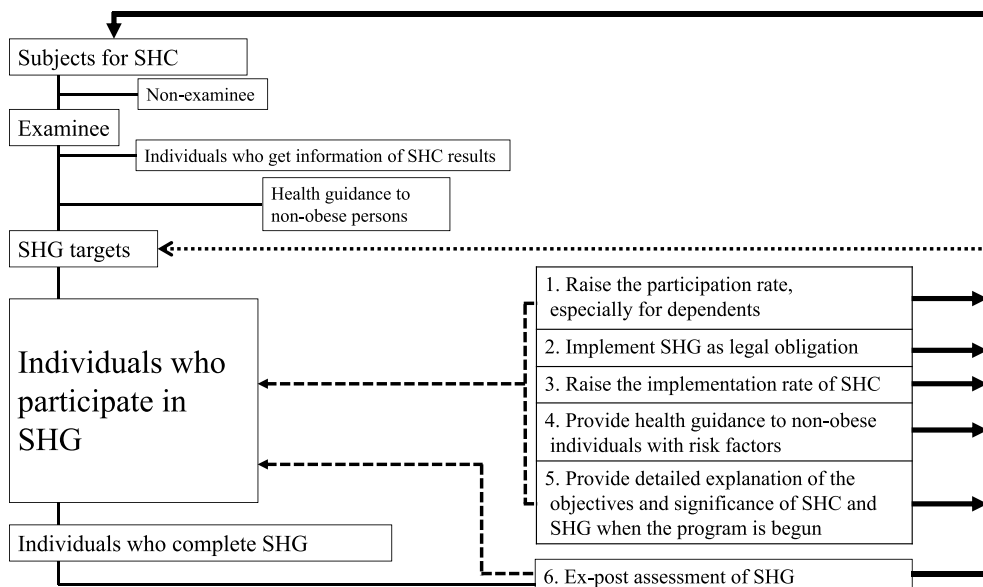 Subjects for SHC
Non-examinee
Examinee
Individuals who get information of SHC results
Health guidance to
non-obese persons
SHG targets
Individuals who
participate in
SHG
1. Raise the participation rate,
especially for dependents
2. Implement SHG as legal obligation
3. Raise the implementation rate of SHC
4. Provide health guidance to non-obese
individuals with risk factors
5. Provide detailed explanation of the
objectives and significance of SHC and
SHG when the program is begun
Individuals who complete SHG
6. Ex-post assessment of SHG